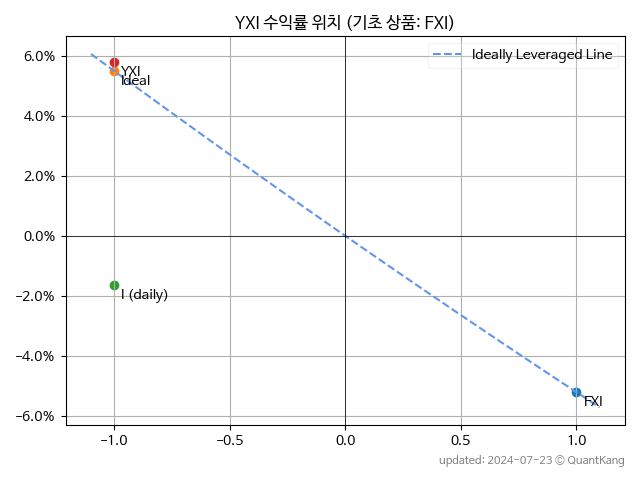 YXI 수익률 위치 (기초 상품: FXI)
6.0%
4.0%
2.0%
0.0%
-2.0%
-4.0%
-6.0%
Ideally Leveraged Line
YXI
Ideal
I (daily)
FXI
-1.0
-0.5
0.0
0.5
1.0
updated: 2024-07-23 © QuantKang